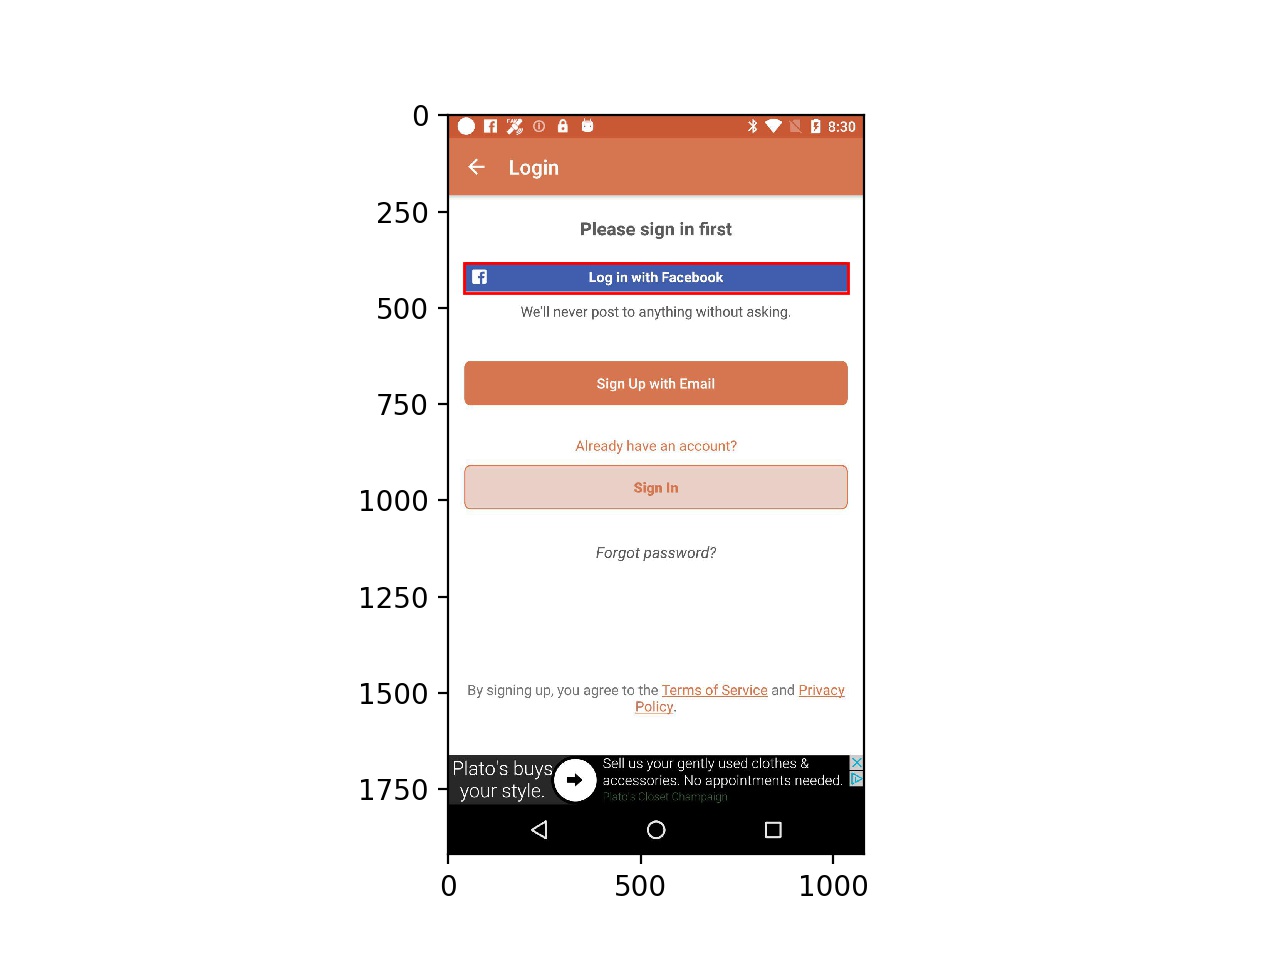 0
250
500
750
1000
1250
1500
1750
0
500
1000
8:30
Login
Please sign in first
Log in with Facebook
We'll never post to anything without asking.
Sign Up with Email
Already have an account?
Sign In
Forgot password?
By signing up, you agree to the Terms of Service and Privacy
Policy.
Plato's buys
your style.
Sell us your gently used clothes &
accessories. No appointments needed.
Plato's Closet Champaign